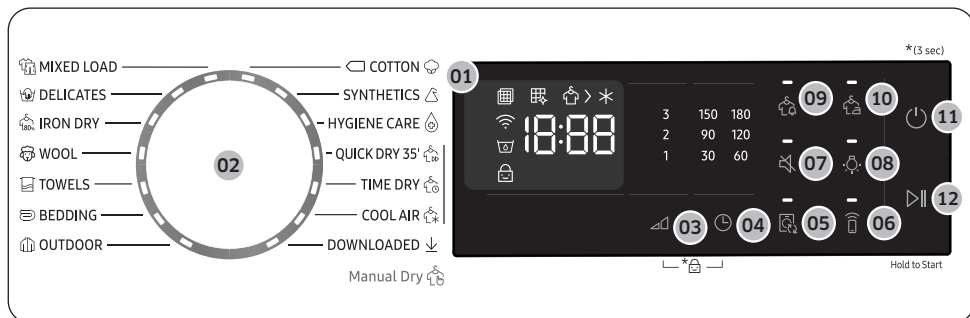 *(3 sec)
MIXED LOAD
COTTON
DELICATES
SYNTHETICS
IRON DRY
HYGIENE CARE
WOOL
QUICK DRY 35'
TOWELS
TIME DRY
BEDDING
COOL AIR
OUTDOOR
DOWNLOADED
Manual Dry
01
02
18:88
3 150 180
2 90 120
1 30 60
09
10
11
07
08
12
03
04
05
06
*
Hold to Start